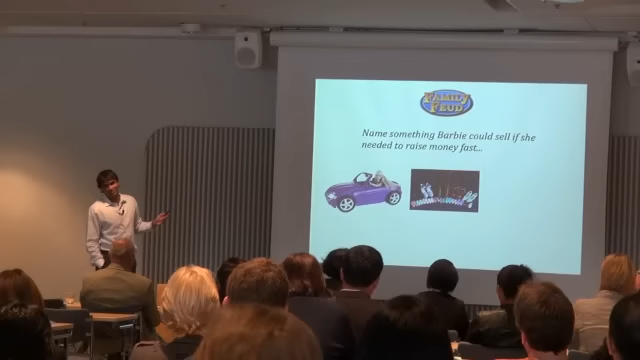 FAMILY
FEUD
Name something Barbie could sell if she
needed to raise money fast...